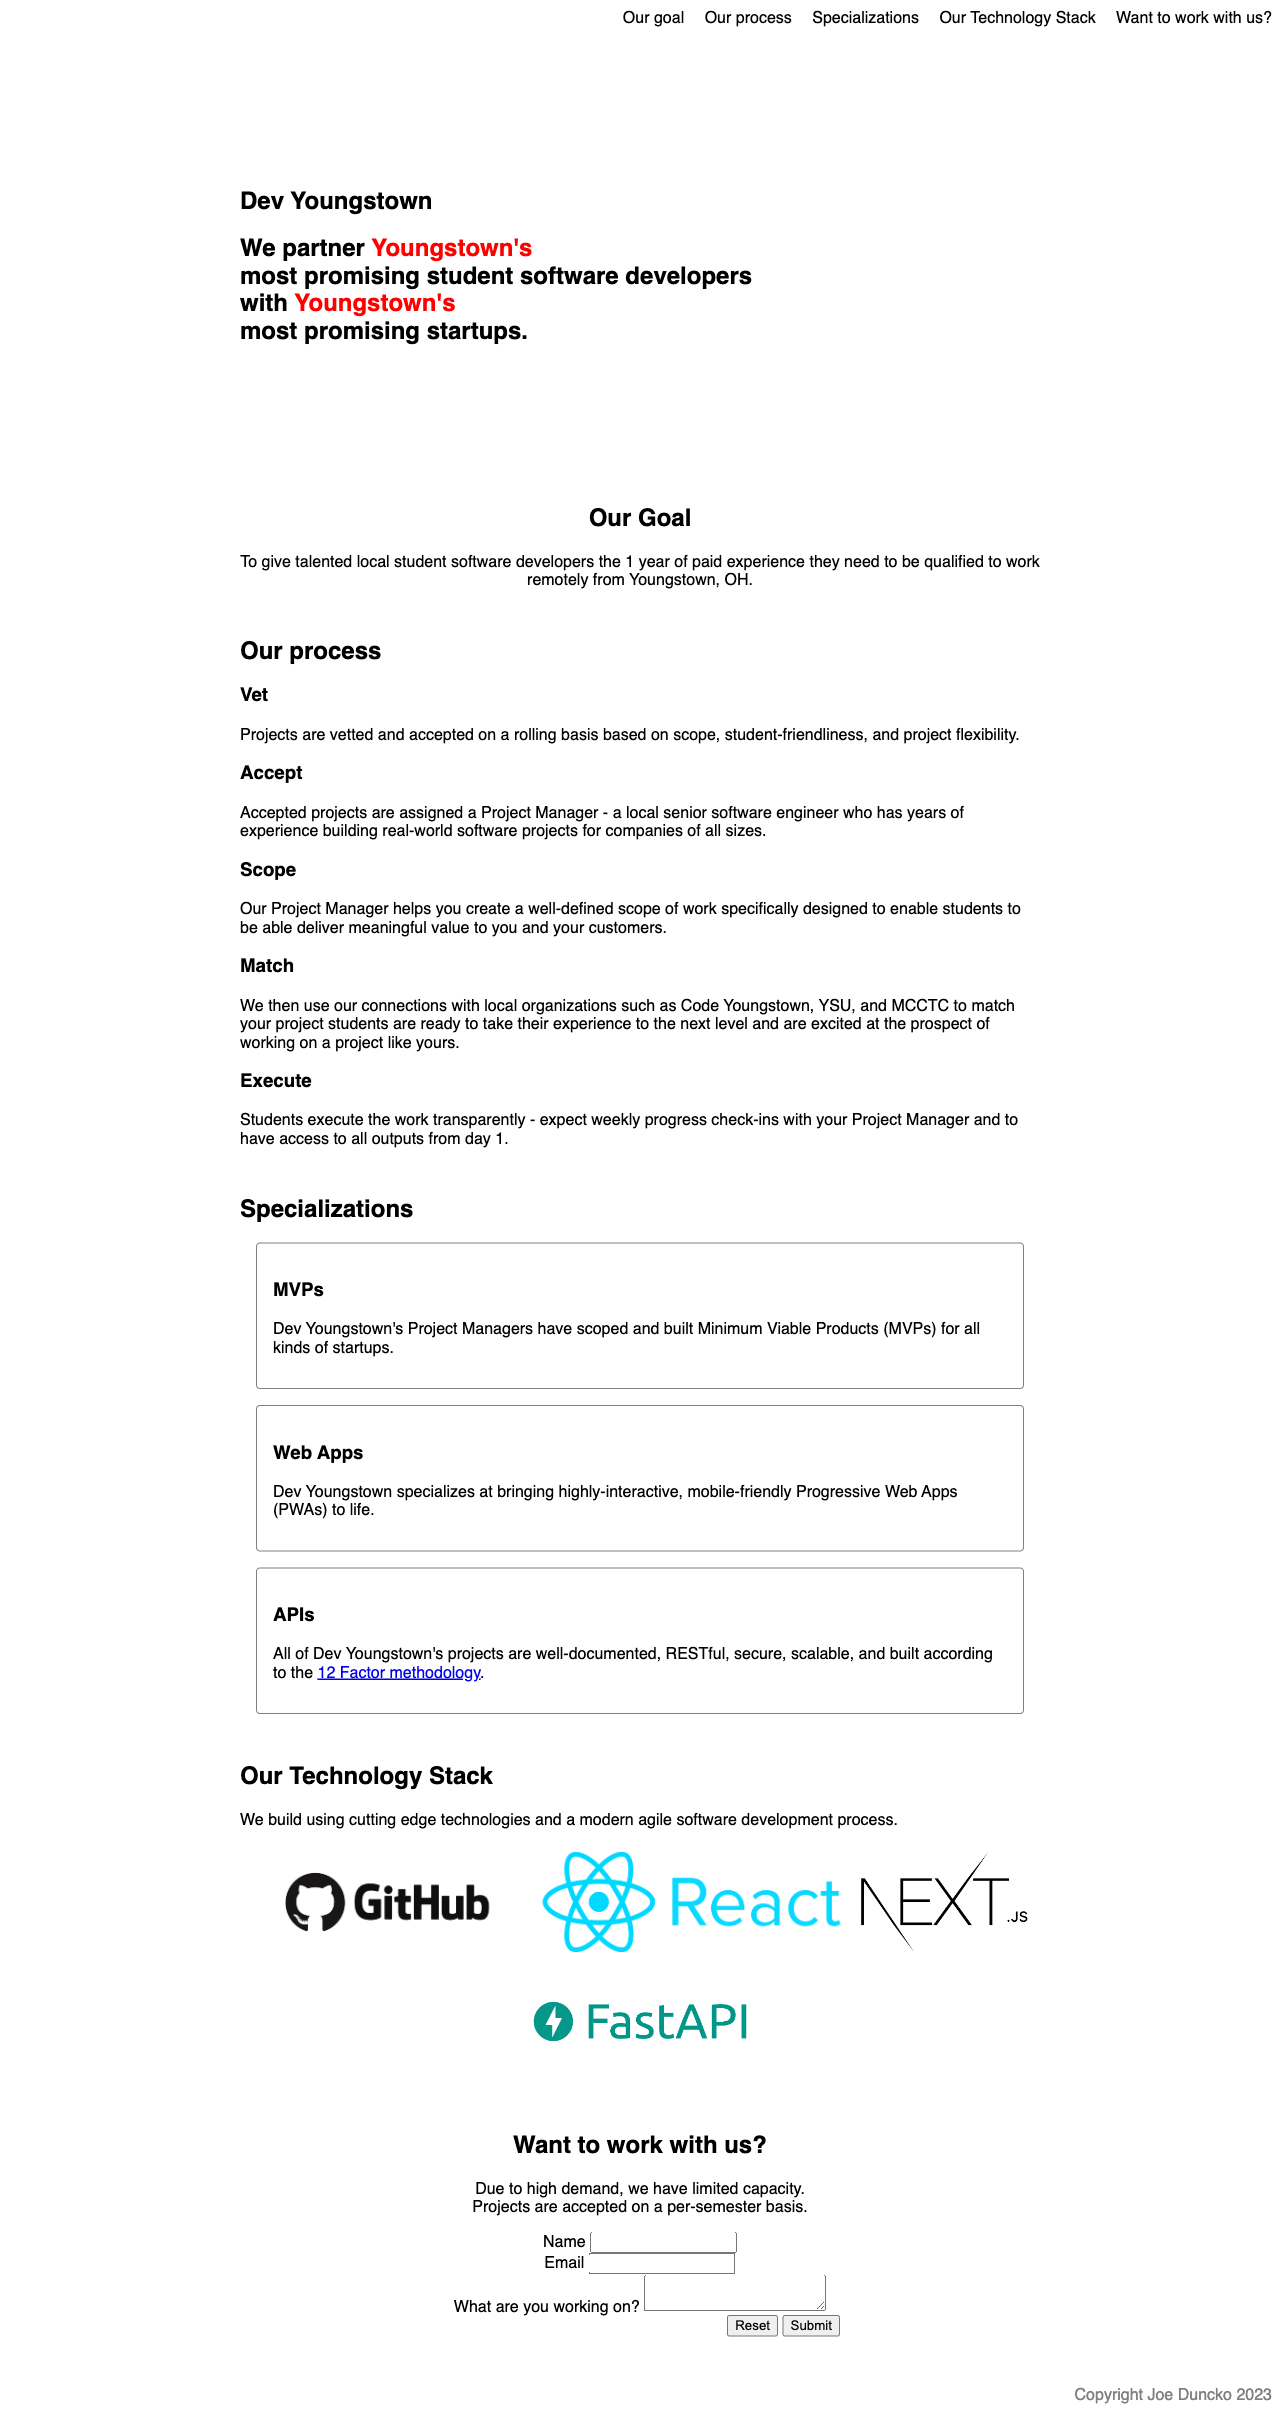 Our goal Our process Specializations Our Technology Stack Want to work with us?
Dev Youngstown
We partner Youngstown's
most promising student software developers
with Youngstown's
most promising startups.
Our Goal
To give talented local student software developers the 1 year of paid experience they need to be qualified to work
remotely from Youngstown, OH.
Our process
Vet
Projects are vetted and accepted on a rolling basis based on scope, student-friendliness, and project flexibility.
Accept
Accepted projects are assigned a Project Manager - a local senior software engineer who has years of
experience building real-world software projects for companies of all sizes.
Scope
Our Project Manager helps you create a well-defined scope of work specifically designed to enable students to
be able deliver meaningful value to you and your customers.
Match
We then use our connections with local organizations such as Code Youngstown, YSU, and MCCTC to match
your project students are ready to take their experience to the next level and are excited at the prospect of
working on a project like yours.
Execute
Students execute the work transparently - expect weekly progress check-ins with your Project Manager and to
have access to all outputs from day 1.
Specializations
MVPs
Dev Youngstown's Project Managers have scoped and built Minimum Viable Products (MVPs) for all
kinds of startups.
Web Apps
Dev Youngstown specializes at bringing highly-interactive, mobile-friendly Progressive Web Apps
(PWAs) to life.
APIs
All of Dev Youngstown's projects are well-documented, RESTful, secure, scalable, and built according
to the 12 Factor methodology.
Our Technology Stack
We build using cutting edge technologies and a modern agile software development process.
GitHub React NEXT.JS
FastAPI
Want to work with us?
Due to high demand, we have limited capacity.
Projects are accepted on a per-semester basis.
Name
Email
What are you working on?
Reset Submit
Copyright Joe Duncko 2023